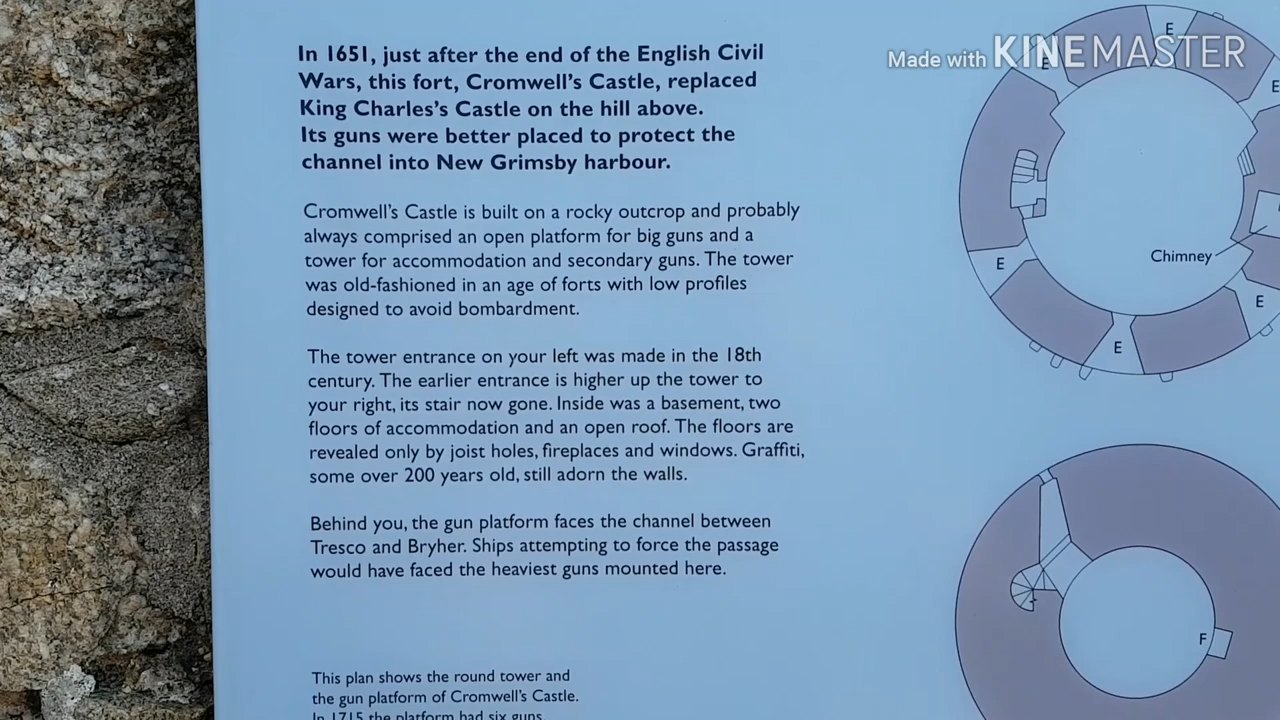 In 1651, just after the end of the English Civil
Wars, this fort, Cromwell's Castle, replaced
King Charles's Castle on the hill above.
Its guns were better placed to protect the
channel into New Grimsby harbour.
Cromwell's Castle is built on a rocky outcrop and probably
always comprised an open platform for big guns and a
tower for accommodation and secondary guns. The tower
was old-fashioned in an age of forts with low profiles
designed to avoid bombardment.
The tower entrance on your left was made in the 18th
century. The earlier entrance is higher up the tower to
your right, its stair now gone. Inside was a basement, two
floors of accommodation and an open roof. The floors are
revealed only by joist holes, fireplaces and windows. Graffiti,
some over 200 years old, still adorn the walls.
Behind you, the gun platform faces the channel between
Tresco and Bryher. Ships attempting to force the passage
would have faced the heaviest guns mounted here.
This plan shows the round tower and
the gun platform of Cromwell's Castle.
In 1715 the platform had six guns
Made with KINEMASTER
E
E
E
E
Chimney
E
E
F